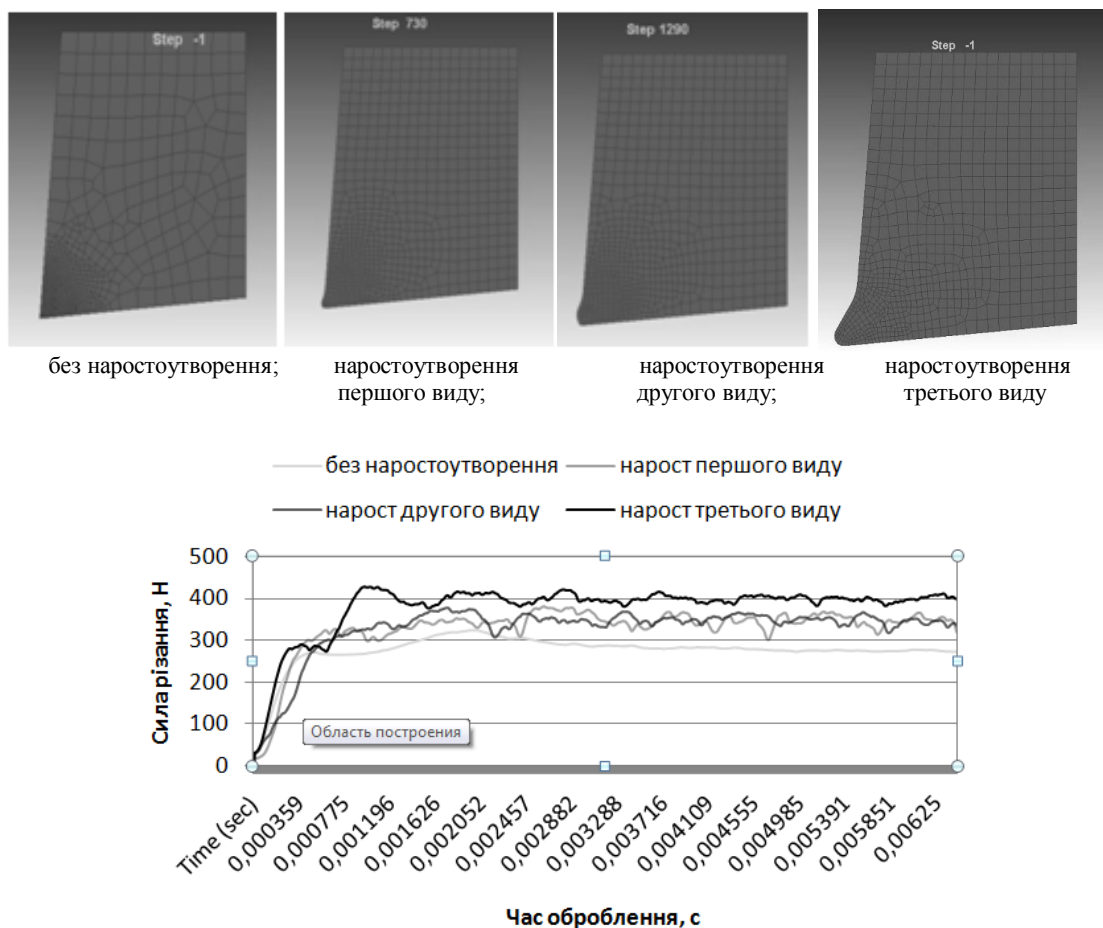 Step -1
Step 730
Step 1290
Step -1
без наростоутворення;
наростоутворення
першого виду;
наростоутворення
другого виду;
наростоутворення
третього виду
без наростоутворення
нарост першого виду
нарост другого виду
нарост третього виду
Сила різання, Н
500
400
300
200
100
0
Область построения
Time (sec)
0,000359
0,000775
0,001196
0,001626
0,002052
0,002457
0,002882
0,003288
0,003716
0,004109
0,004555
0,004985
0,005391
0,005851
0,006625
Час оброблення, с